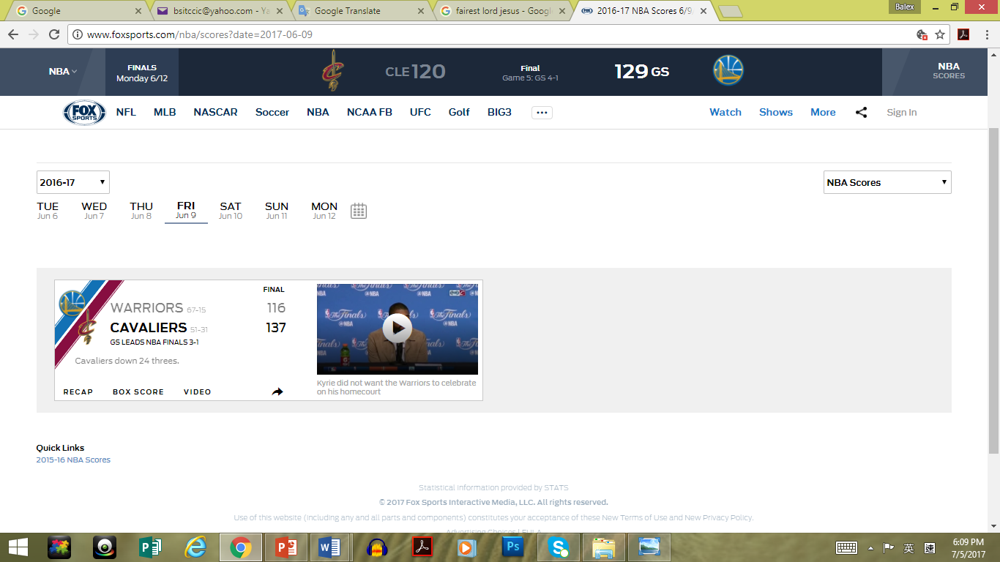 Google
bsitccic@yahoo.com - Ya
Google Translate
fairest lord jesus - Googl
2016-17 NBA Scores 6/9
Balex
www.foxsports.com/nba/scores?date=2017-06-09
NBA
FINALS
Monday 6/12
CLE 120
Final
Game 5: GS 4-1
129 GS
NBA
SCORES
FOX SPORTS
NFL MLB NASCAR Soccer NBA NCAA FB UFC Golf BIG3 ••• Watch Shows More Sign In
2016-17
NBA Scores
TUE WED THU FRI SAT SUN MON
Jun 6 Jun 7 Jun 8 Jun 9 Jun 10 Jun 11 Jun 12
FINAL
WARRIORS 67-15 116
CAVALIERS 51-31 137
GS LEADS NBA FINALS 3-1
Cavaliers down 24 threes.
RECAP BOX SCORE VIDEO
The Finals
@NBA
Kyrie did not want the Warriors to celebrate
on his homecourt
Quick Links
2015-16 NBA Scores
Statistical information provided by STATS
© 2017 Fox Sports Interactive Media, LLC. All rights reserved.
Use of this website (including any and all parts and components) constitutes your acceptance of these New Terms of Use and New Privacy Policy.
Advertising Choices | EULA
Ps
英
6:09 PM
7/5/2017